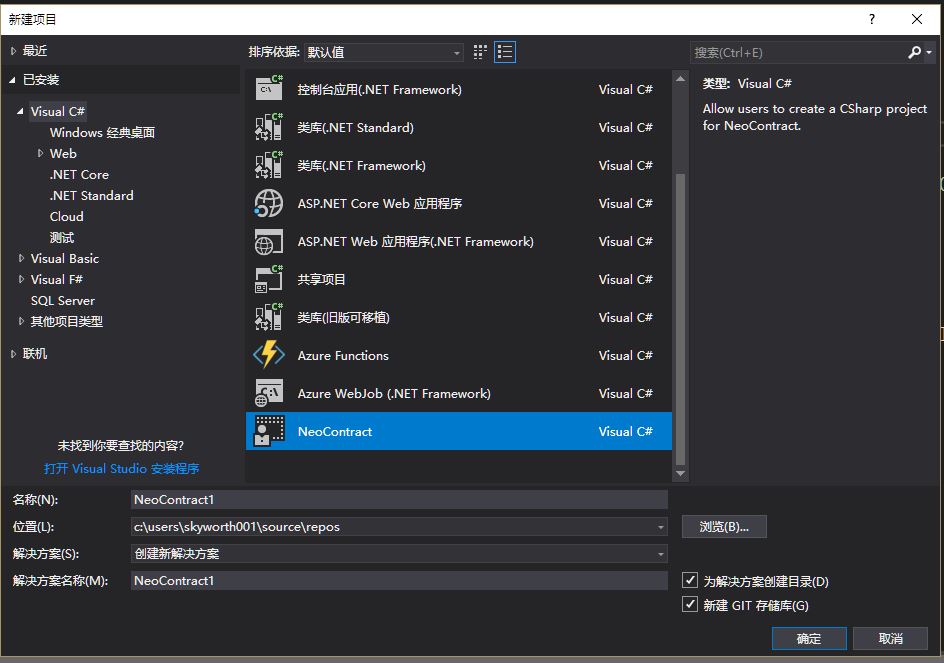 新建项目
?
最近
已安装
Visual C#
Windows 经典桌面
Web
.NET Core
.NET Standard
Cloud
测试
Visual Basic
Visual F#
SQL Server
其他项目类型
联机
未找到你要查找的内容?
打开 Visual Studio 安装程序
排序依据: 默认值
控制台应用(.NET Framework) Visual C#
类库(.NET Standard) Visual C#
类库(.NET Framework) Visual C#
ASP.NET Core Web 应用程序 Visual C#
ASP.NET Web 应用程序(.NET Framework) Visual C#
共享项目 Visual C#
类库(旧版可移植) Visual C#
Azure Functions Visual C#
Azure WebJob (.NET Framework) Visual C#
NeoContract Visual C#
搜索(Ctrl+E)
类型: Visual C#
Allow users to create a CSharp project
for NeoContract.
名称(N): NeoContract1
位置(L): c:\users\skyworth001\source\repos
浏览(B)...
解决方案(S): 创建新解决方案
解决方案名称(M): NeoContract1
为解决方案创建目录(D)
新建 GIT 存储库(G)
确定 取消